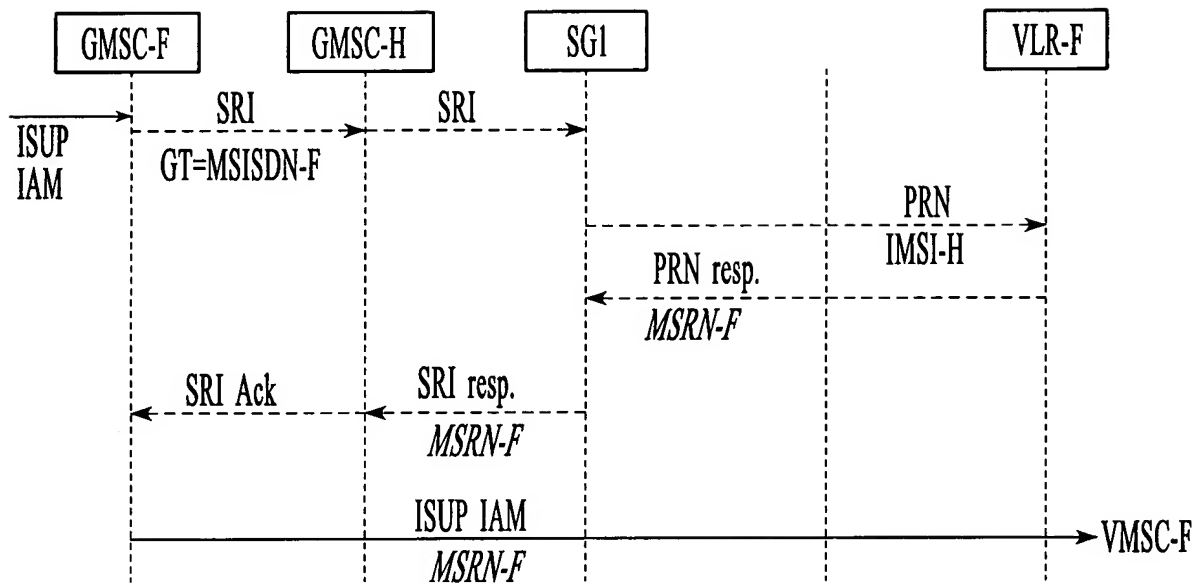 GMSC-F GMSC-H SG1 VLR-F
SRI SRI
ISUP
IAM
GT=MSISDN-F
PRN
IMSI-H
PRN resp.
MSRN-F
SRI Ack SRI resp.
MSRN-F
ISUP IAM
VMSC-F
MSRN-F